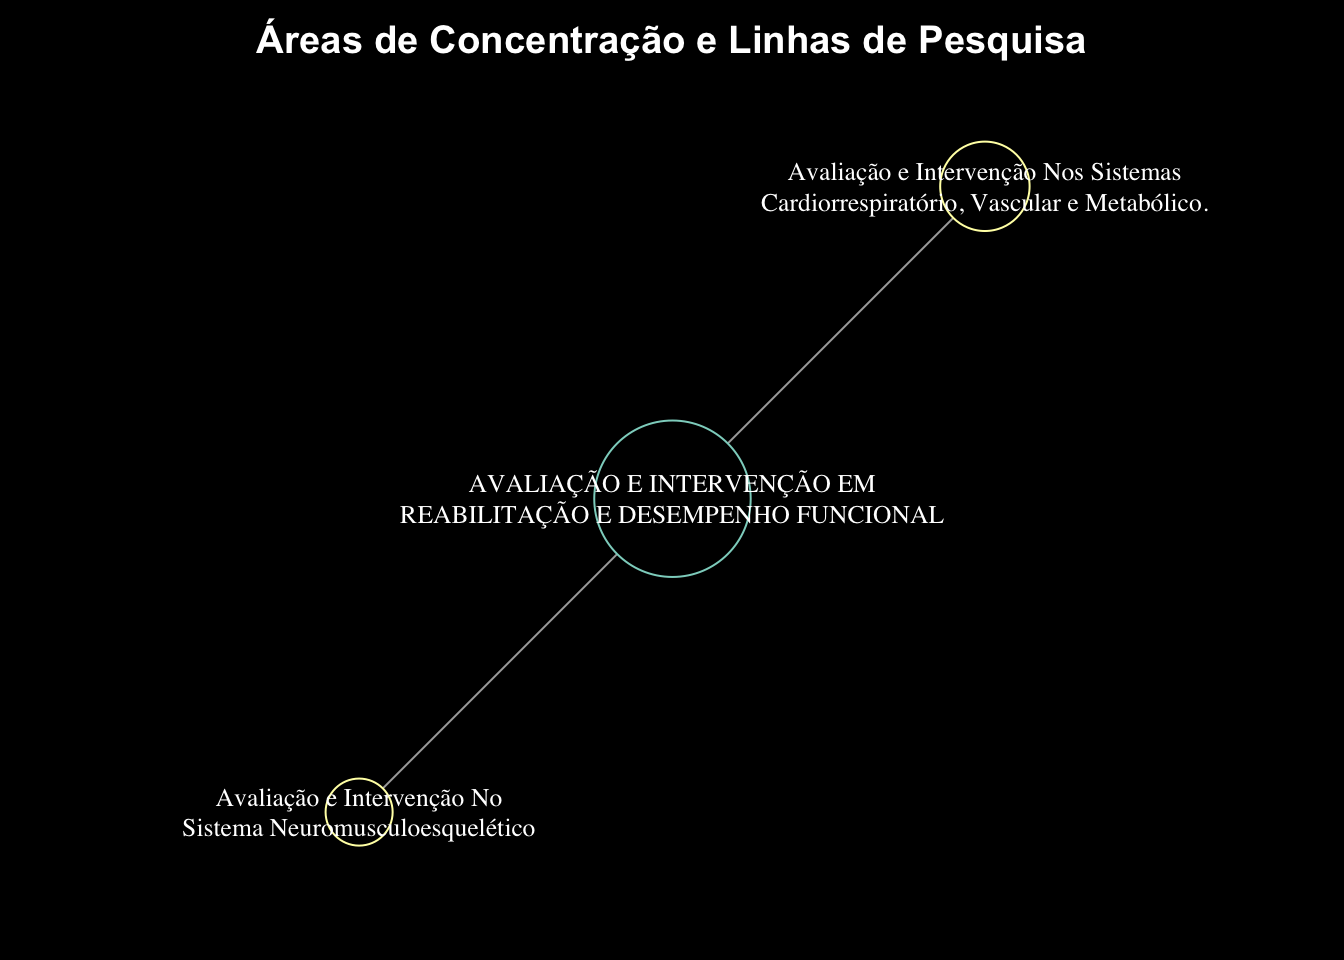 Áreas de Concentração e Linhas de Pesquisa
Avaliação e Intervenção Nos Sistemas
Cardiorrespiratório, Vascular e Metabólico.
AVALIAÇÃO E INTERVENÇÃO EM
REABILITAÇÃO E DESEMPENHO FUNCIONAL
Avaliação e Intervenção No
Sistema Neuromusculoesquelético